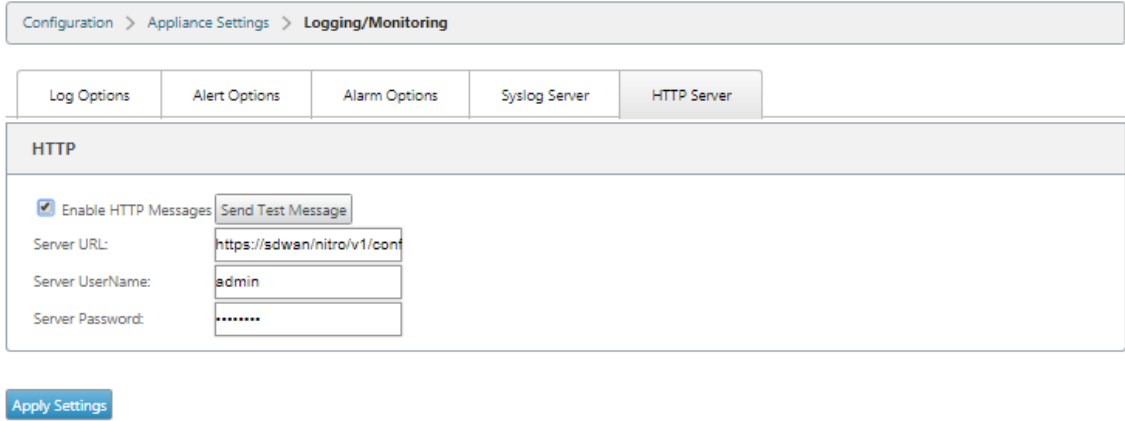 Configuration > Appliance Settings > Logging/Monitoring
Log Options Alert Options Alarm Options Syslog Server HTTP Server
HTTP
Enable HTTP Messages Send Test Message
Server URL: https://sdwan/nitro/v1/conf
Server UserName: admin
Server Password: ••••••••
Apply Settings